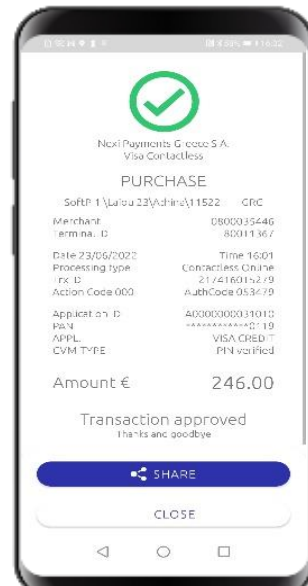 Nexi Payments Greece S.A.
Visa Contactless
PURCHASE
SoftP 1\Laiou 23\Athina\11522 GRC
Merchant 0800035446
Terminal ID 80011367
Date 23/06/2022 Time 16:01
Processing type Contactless Online
Trx ID 217416015279
Action Code 000 AuthCode 053479
Application ID A0000000031010
PAN ************0119
APPL. VISA CREDIT
CVM TYPE PIN verified
Amount € 246.00
Transaction approved
Thanks and goodbye
SHARE
CLOSE